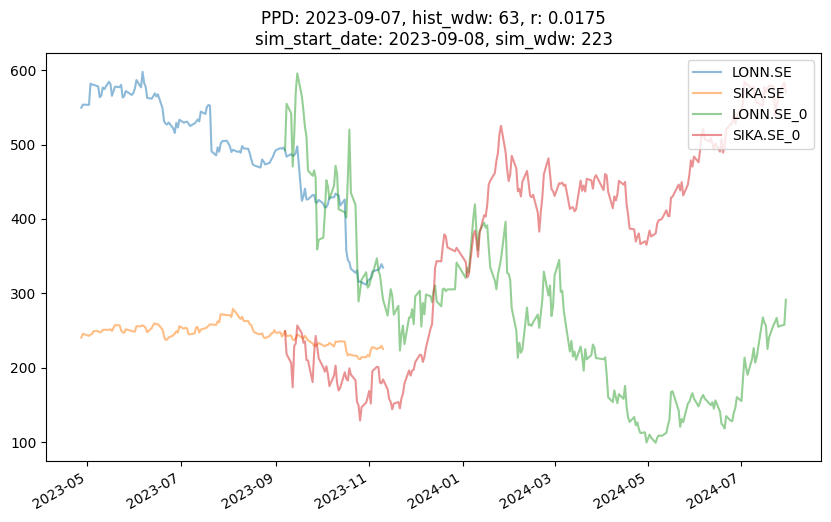 PPD: 2023-09-07, hist_wdw: 63, r: 0.0175
sim_start_date: 2023-09-08, sim_wdw: 223
LONN.SE
SIKA.SE
LONN.SE_0
SIKA.SE_0
600
500
400
300
200
100
2023-05
2023-07
2023-09
2023-11
2024-01
2024-03
2024-05
2024-07